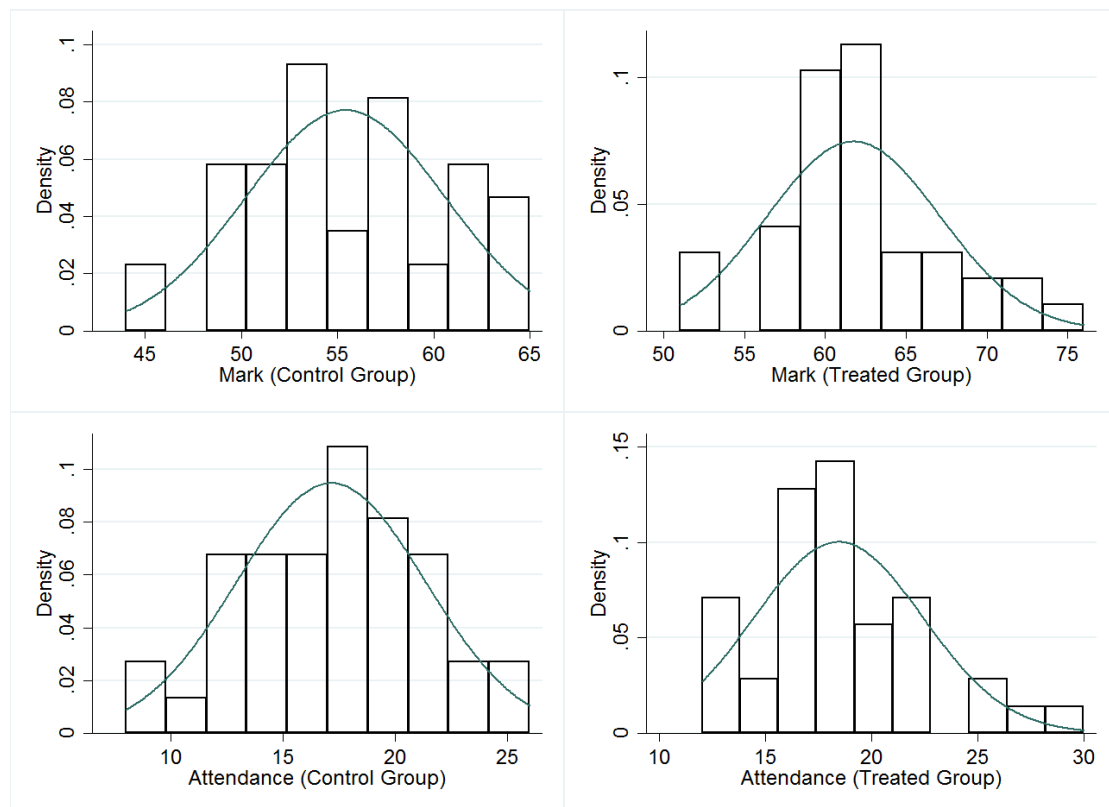 .1
.08
.06
.04
.02
0
Density
45 50 55 60 65
Mark (Control Group)
.1
.05
0
Density
50 55 60 65 70 75
Mark (Treated Group)
.1
.08
.06
.04
.02
0
Density
10 15 20 25
Attendance (Control Group)
.15
.1
.05
0
Density
10 15 20 25 30
Attendance (Treated Group)